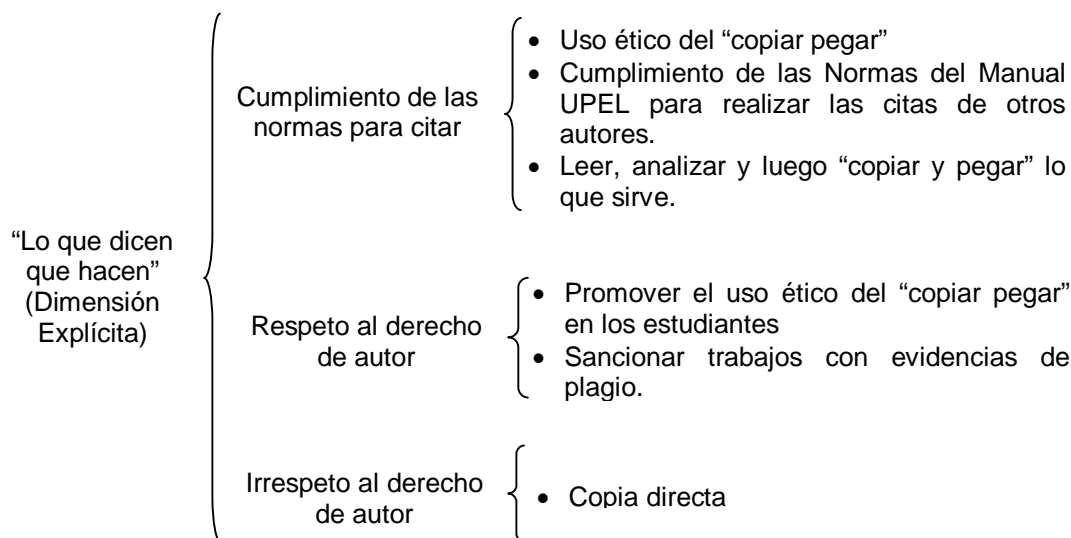 “Lo que dicen
que hacen”
(Dimensión
Explícita)
Cumplimiento de las
normas para citar
• Uso ético del “copiar pegar”
• Cumplimiento de las Normas del Manual
UPEL para realizar las citas de otros
autores.
• Leer, analizar y luego “copiar y pegar” lo
que sirve.
Respeto al derecho
de autor
• Promover el uso ético del “copiar pegar”
en los estudiantes
• Sancionar trabajos con evidencias de
plagio.
Irrespeto al derecho
de autor
• Copia directa